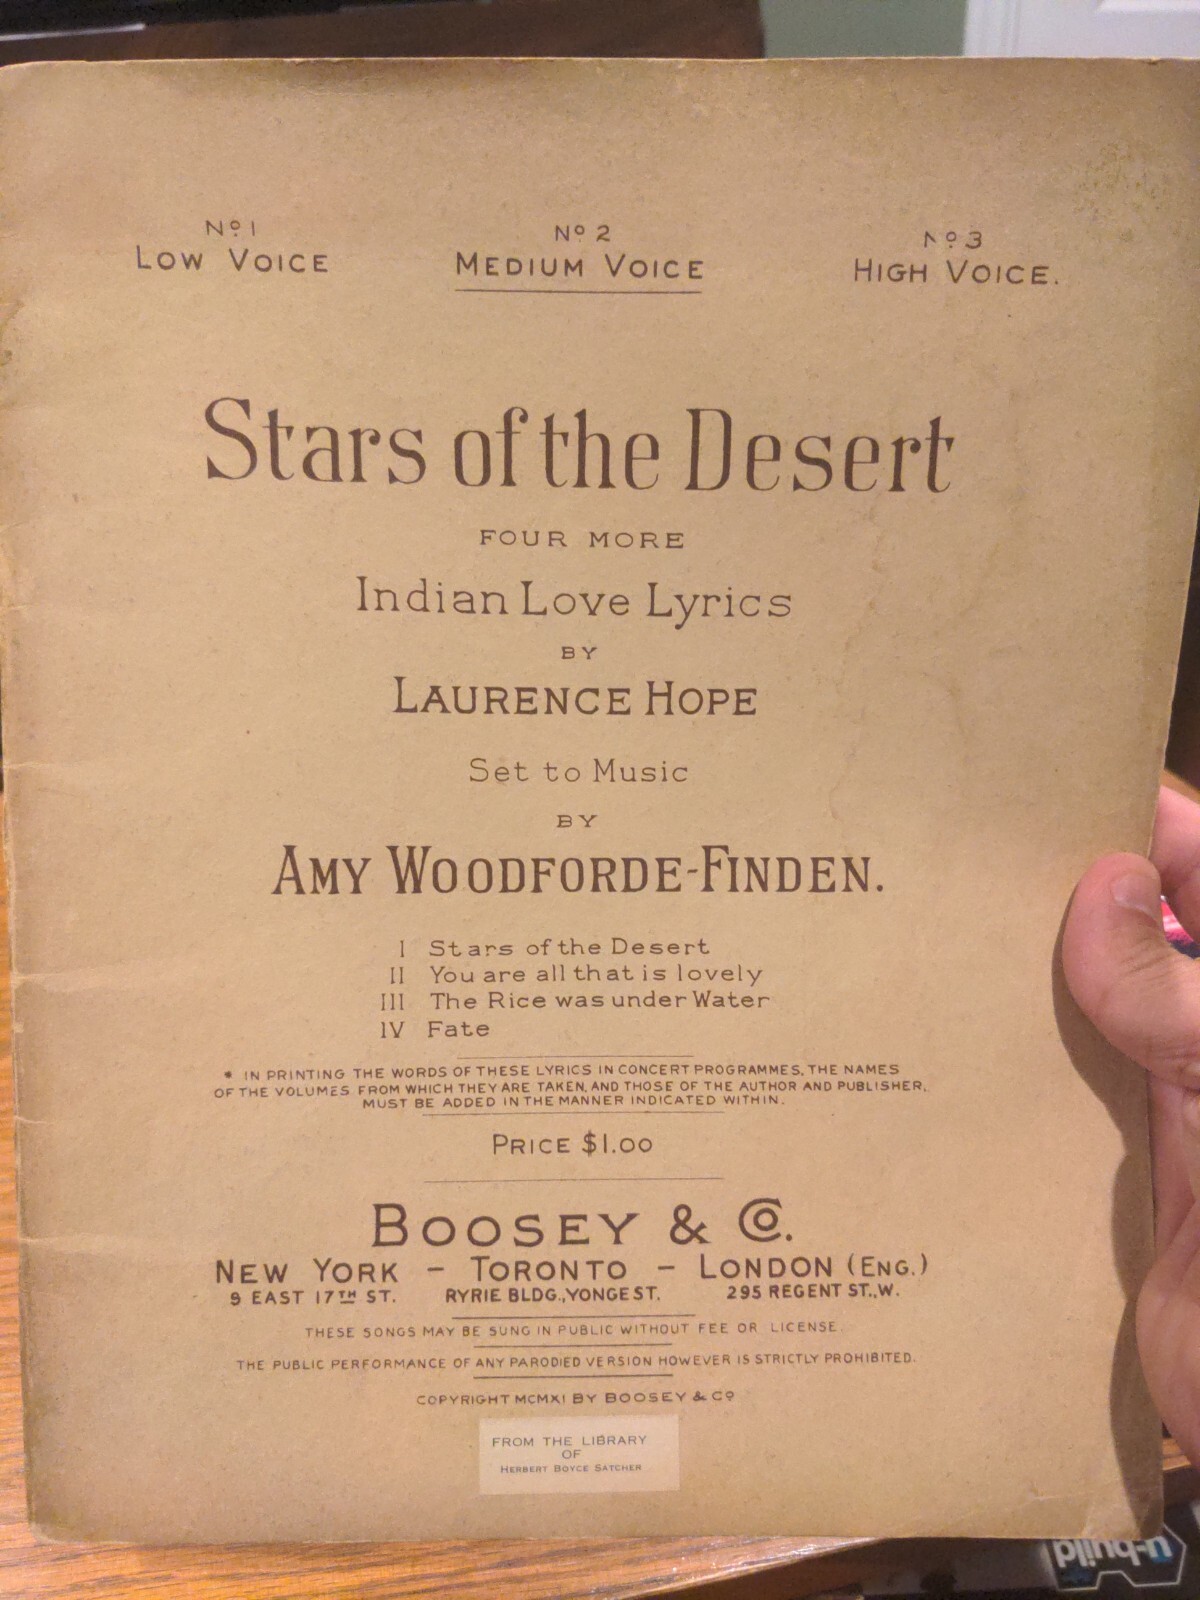 Nº 1
LOW VOICE
Nº 2
MEDIUM VOICE
Nº 3
HIGH VOICE.
Stars of the Desert
FOUR MORE
Indian Love Lyrics
BY
LAURENCE HOPE
Set to Music
BY
AMY WOODFORDE-FINDEN.
I Stars of the Desert
II You are all that is lovely
III The Rice was under Water
IV Fate
* IN PRINTING THE WORDS OF THESE LYRICS IN CONCERT PROGRAMMES, THE NAMES
OF THE VOLUMES FROM WHICH THEY ARE TAKEN, AND THOSE OF THE AUTHOR AND PUBLISHER,
MUST BE ADDED IN THE MANNER INDICATED WITHIN.
PRICE $1.00
BOOSEY & CO.
NEW YORK - TORONTO - LONDON (ENG.)
9 EAST 17TH ST. RYRIE BLDG., YONGE ST. 295 REGENT ST., W.
THESE SONGS MAY BE SUNG IN PUBLIC WITHOUT FEE OR LICENSE.
THE PUBLIC PERFORMANCE OF ANY PARODIED VERSION HOWEVER IS STRICTLY PROHIBITED.
COPYRIGHT MCMXI BY BOOSEY & Cº
FROM THE LIBRARY
OF
HERBERT BOYCE SATCHER
u-build